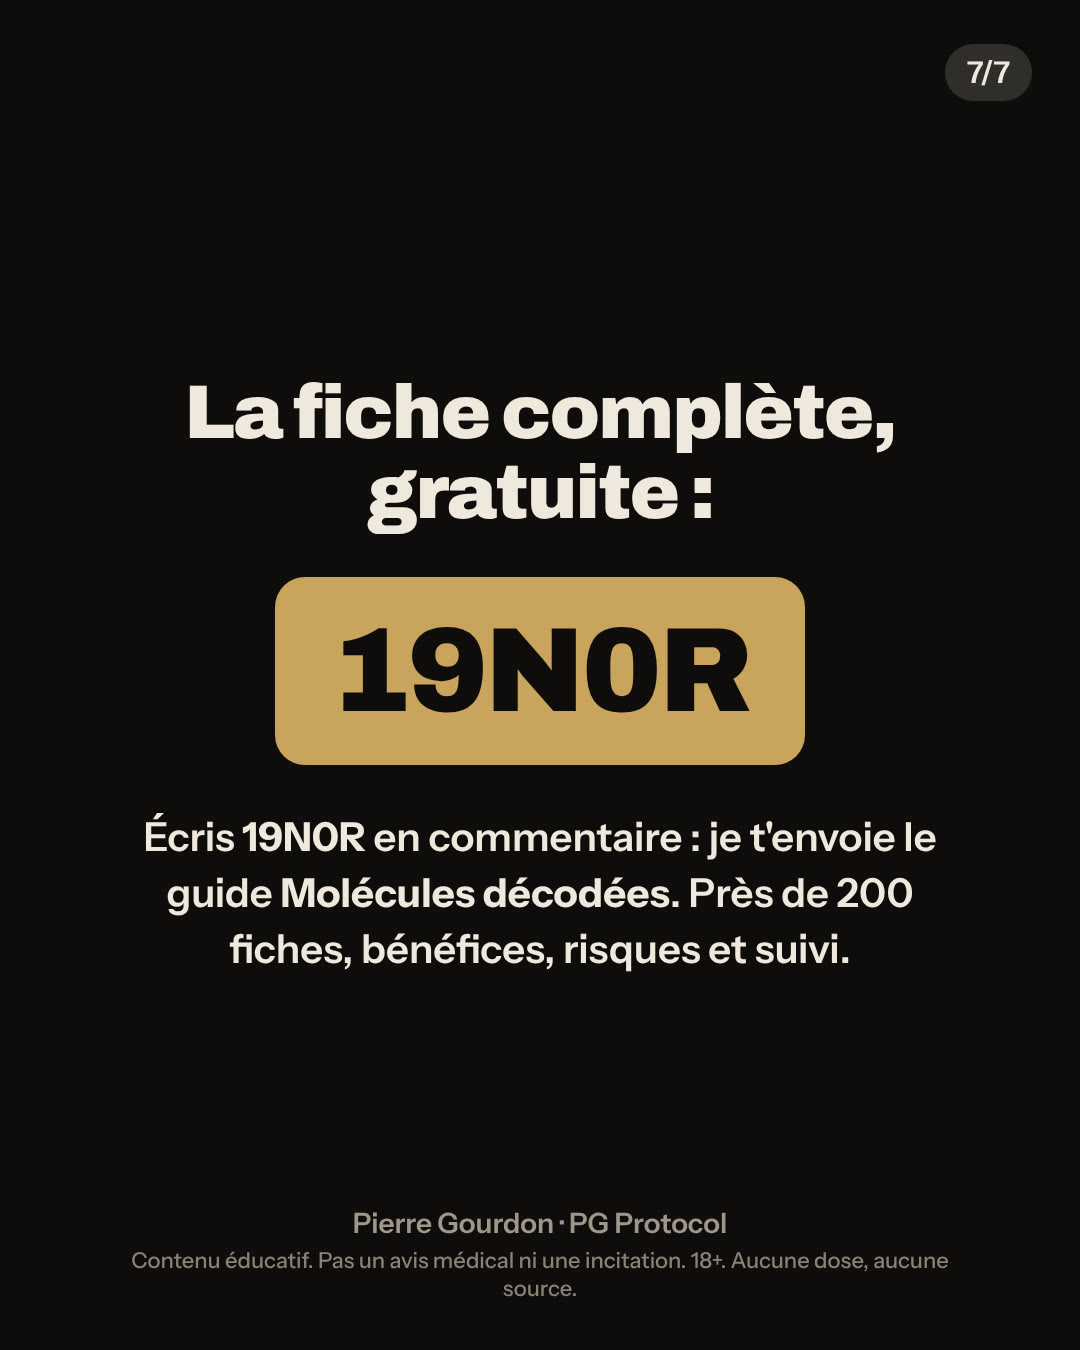 7/7
La fiche complète,
gratuite :
19N0R
Écris 19N0R en commentaire : je t'envoie le
guide Molécules décodées. Près de 200
fiches, bénéfices, risques et suivi.
Pierre Gourdon · PG Protocol
Contenu éducatif. Pas un avis médical ni une incitation. 18+. Aucune dose, aucune
source.